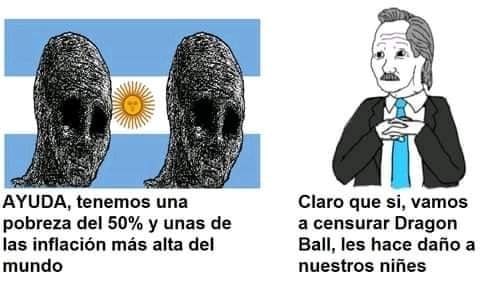 AYUDA, tenemos una
pobreza del 50% y unas de
las inflación más alta del
mundo
Claro que si, vamos
a censurar Dragon
Ball, les hace daño a
nuestros niñes